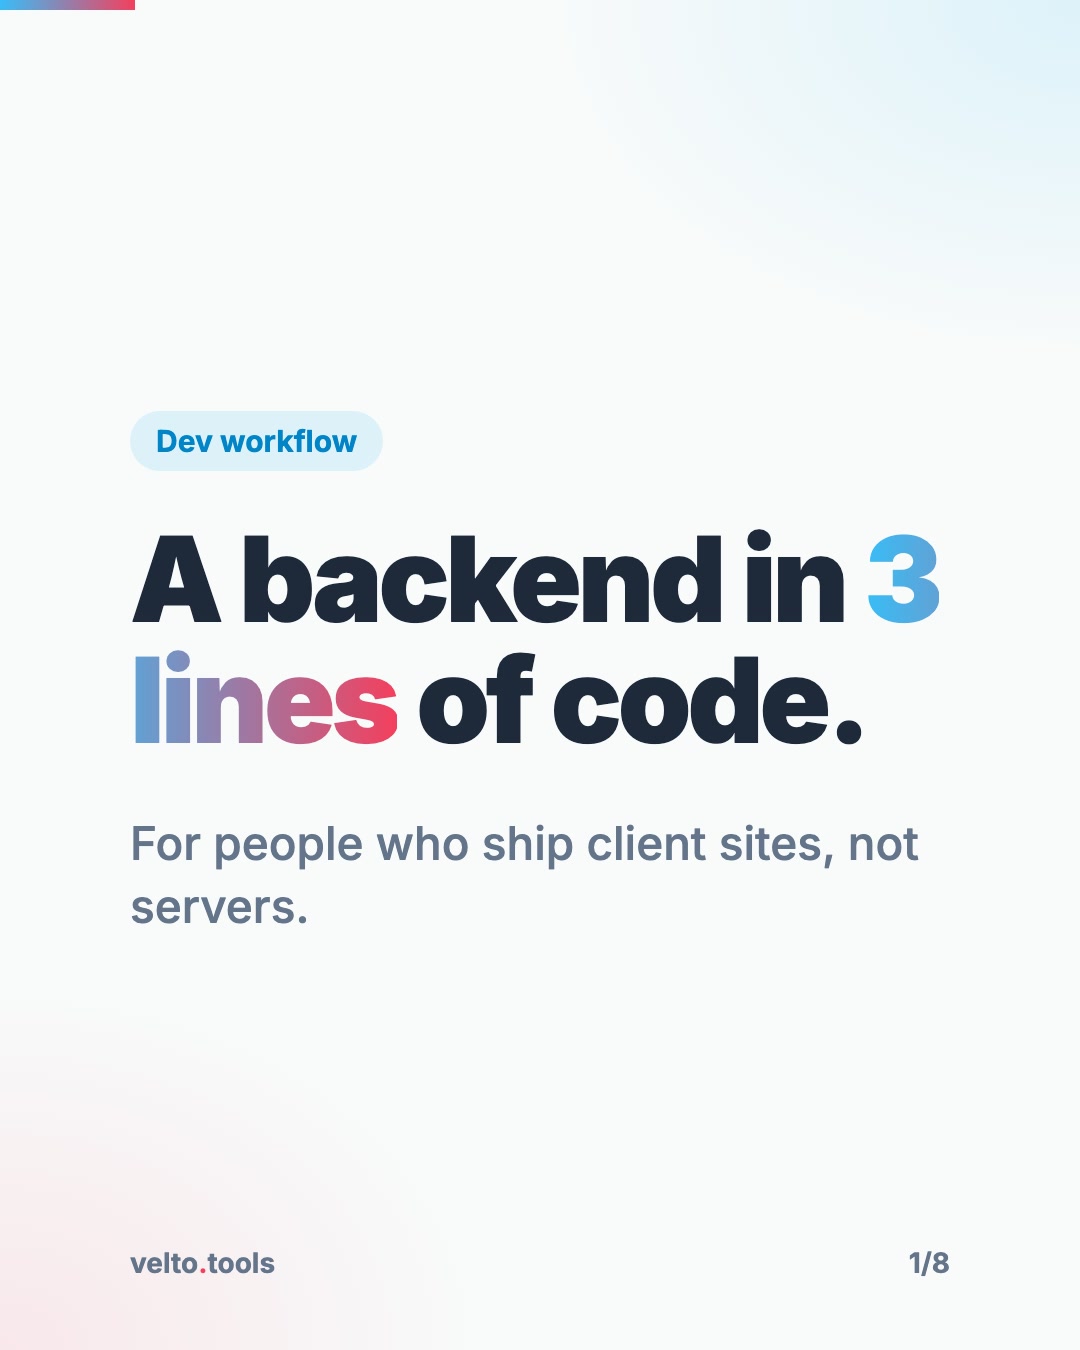 Dev workflow
A backend in 3
lines of code.
For people who ship client sites, not
servers.
velto.tools
1/8